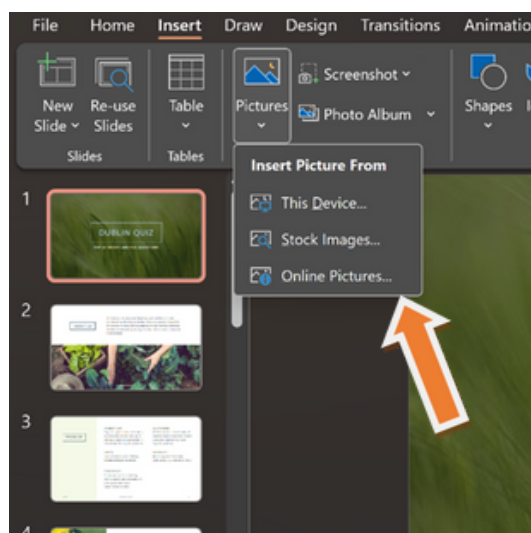 File Home Insert Draw Design Transitions Animatio
New Slide
Re-use Slides
Table
Pictures
Screenshot
Photo Album
Shapes
Slides
Tables
Insert Picture From
This Device...
Stock Images...
Online Pictures...
1
DUBLIN QUIZ
2
3
4